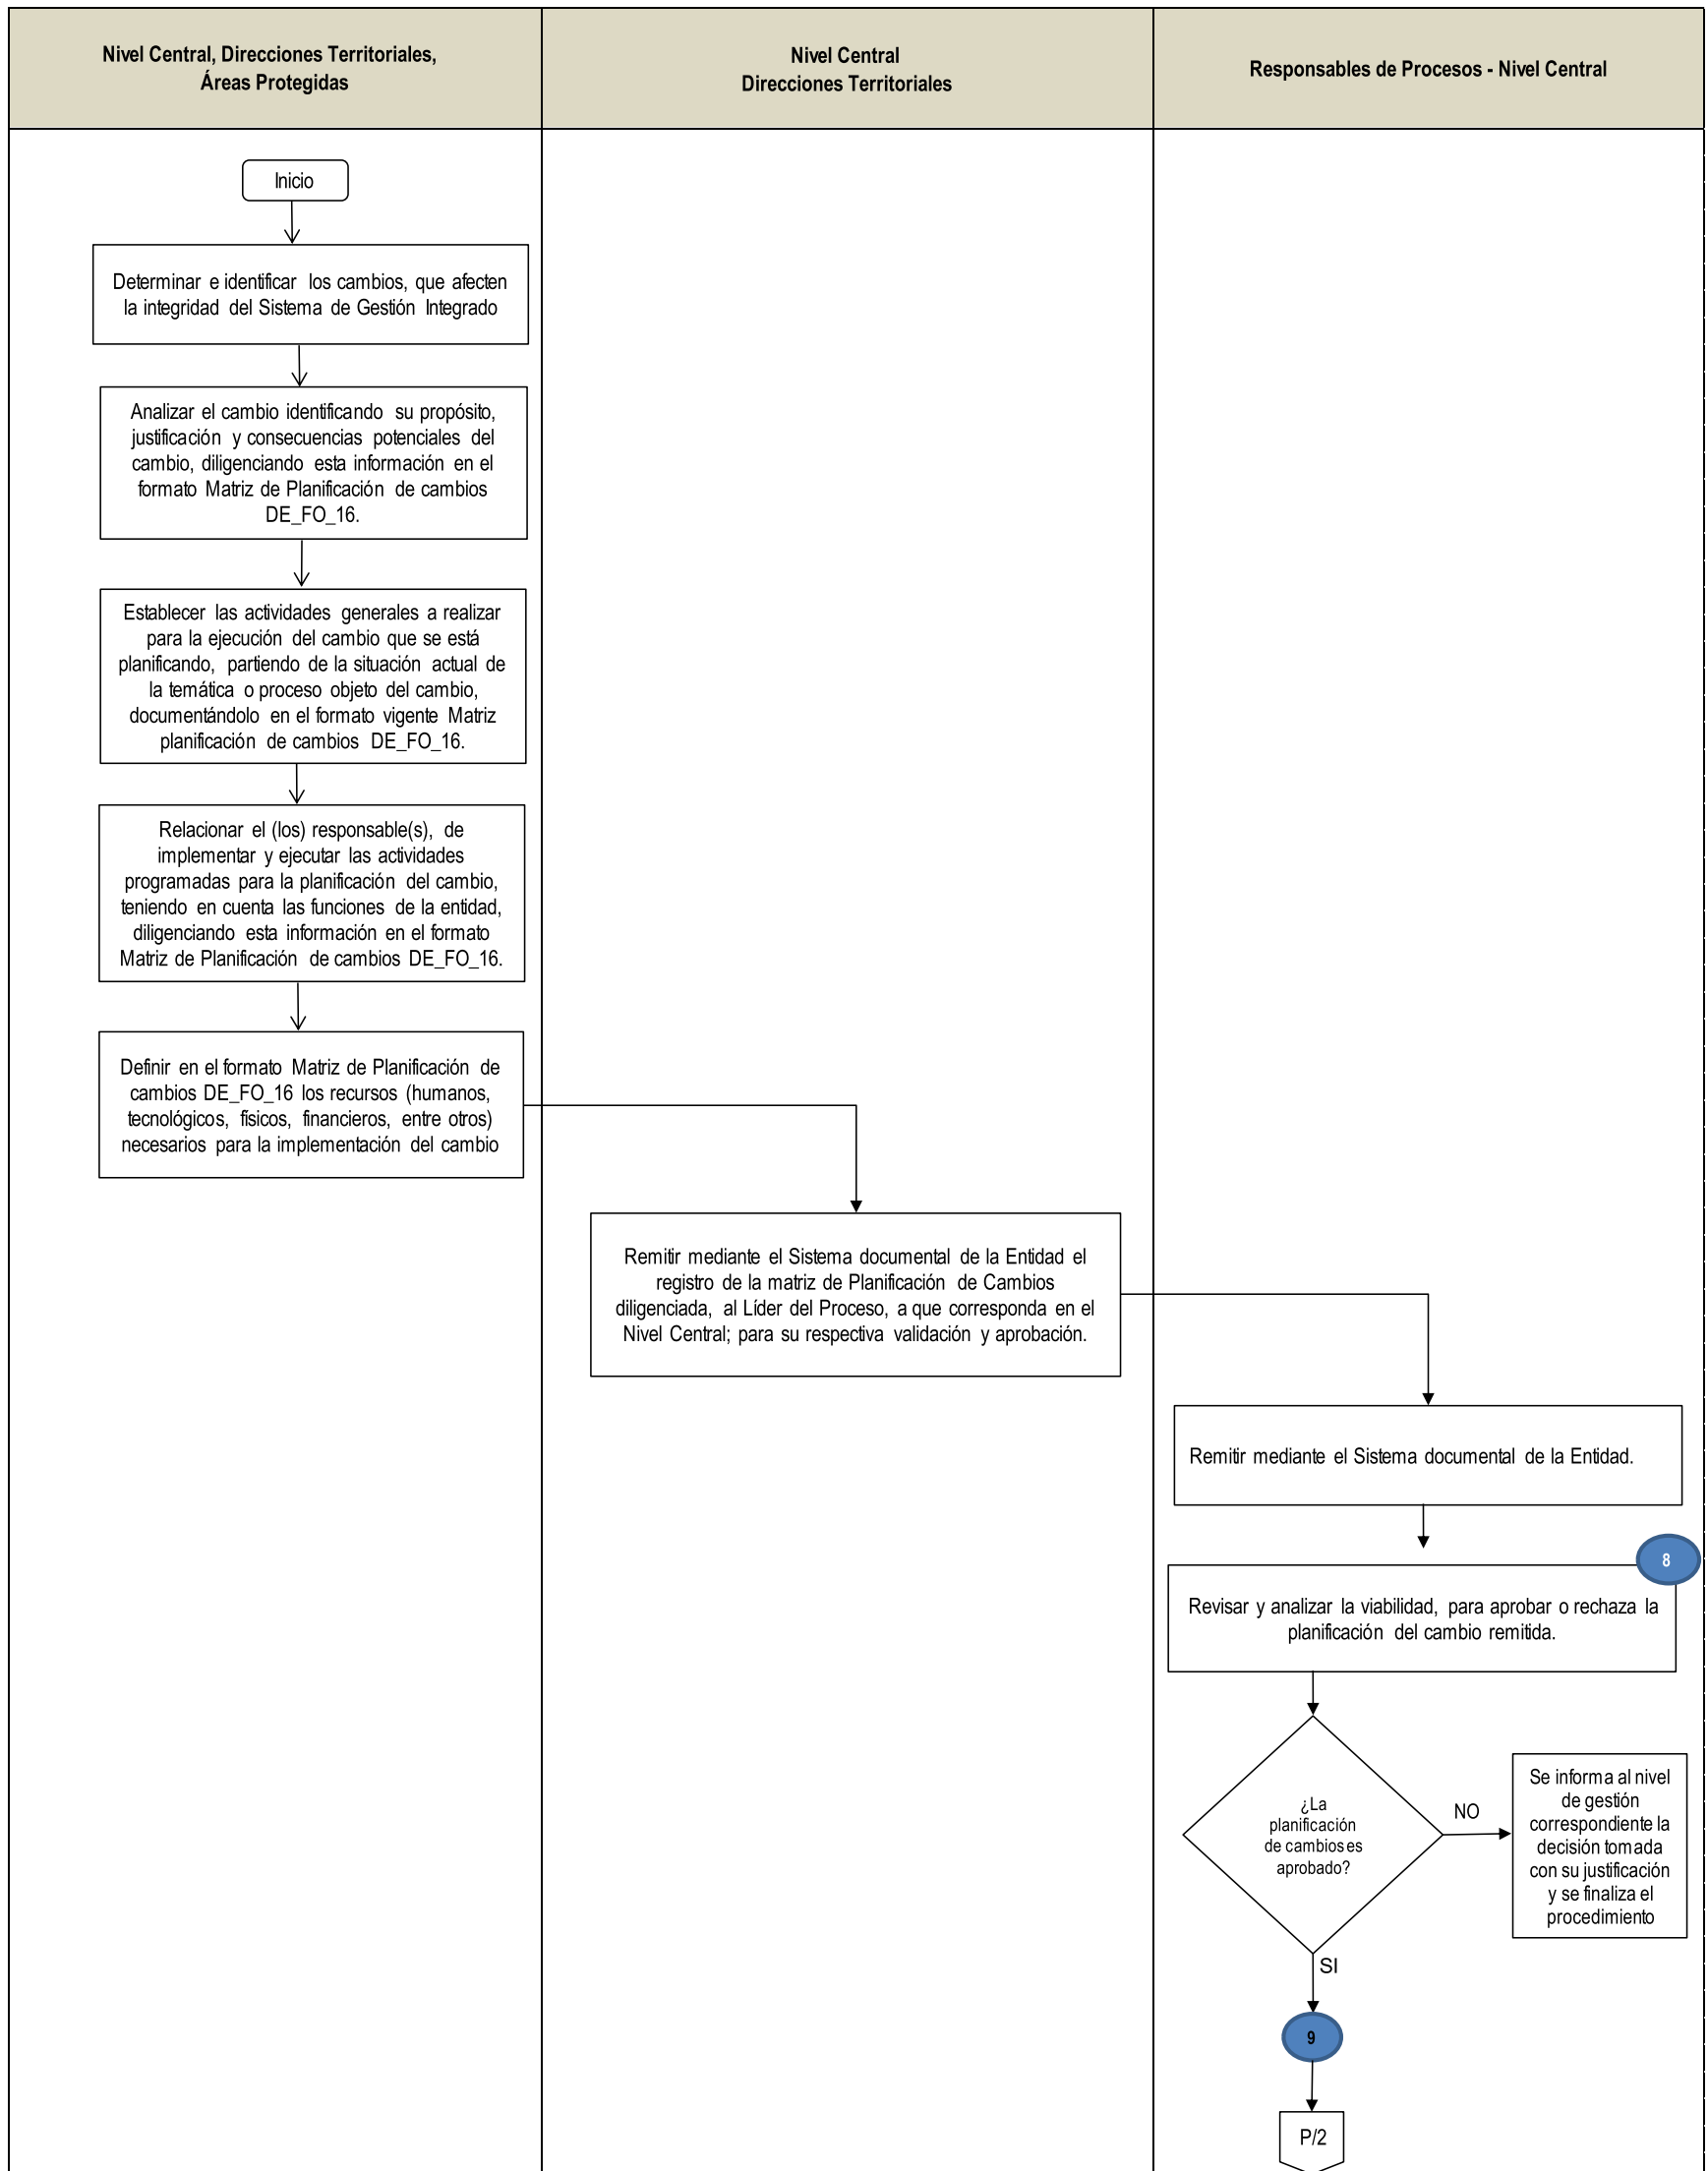 Nivel Central, Direcciones Territoriales,
Áreas Protegidas
Nivel Central
Direcciones Territoriales
Responsables de Procesos - Nivel Central
Inicio
Determinar e identificar los cambios, que afecten
la integridad del Sistema de Gestión Integrado
Analizar el cambio identificando su propósito,
justificación y consecuencias potenciales del
cambio, diligenciando esta información en el
formato Matriz de Planificación de cambios
DE_FO_16.
Establecer las actividades generales a realizar
para la ejecución del cambio que se está
planificando, partiendo de la situación actual de
la temática o proceso objeto del cambio,
documentándolo en el formato vigente Matriz
planificación de cambios DE_FO_16.
Relacionar el (los) responsable(s), de
implementar y ejecutar las actividades
programadas para la planificación del cambio,
teniendo en cuenta las funciones de la entidad,
diligenciando esta información en el formato
Matriz de Planificación de cambios DE_FO_16.
Definir en el formato Matriz de Planificación de
cambios DE_FO_16 los recursos (humanos,
tecnológicos, físicos, financieros, entre otros)
necesarios para la implementación del cambio
Remitir mediante el Sistema documental de la Entidad el
registro de la matriz de Planificación de Cambios
diligenciada, al Líder del Proceso, a que corresponda en el
Nivel Central; para su respectiva validación y aprobación.
Remitir mediante el Sistema documental de la Entidad.
8
Revisar y analizar la viabilidad, para aprobar o rechaza la
planificación del cambio remitida.
¿La
planificación
de cambios es
aprobado?
NO
Se informa al nivel
de gestión
correspondiente la
decisión tomada
con su justificación
y se finaliza el
procedimiento
SI
9
P/2